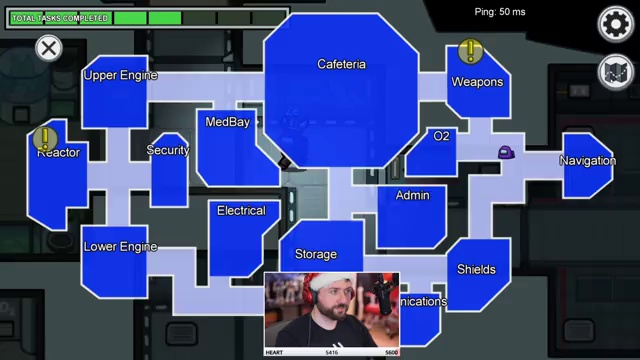 Ping: 50 ms
TOTAL TASKS COMPLETED
Cafeteria
Upper Engine
Weapons
MedBay
O2
Reactor
Security
Navigation
Admin
Electrical
Lower Engine
Storage
Shields
nications
HEART 5416 5600